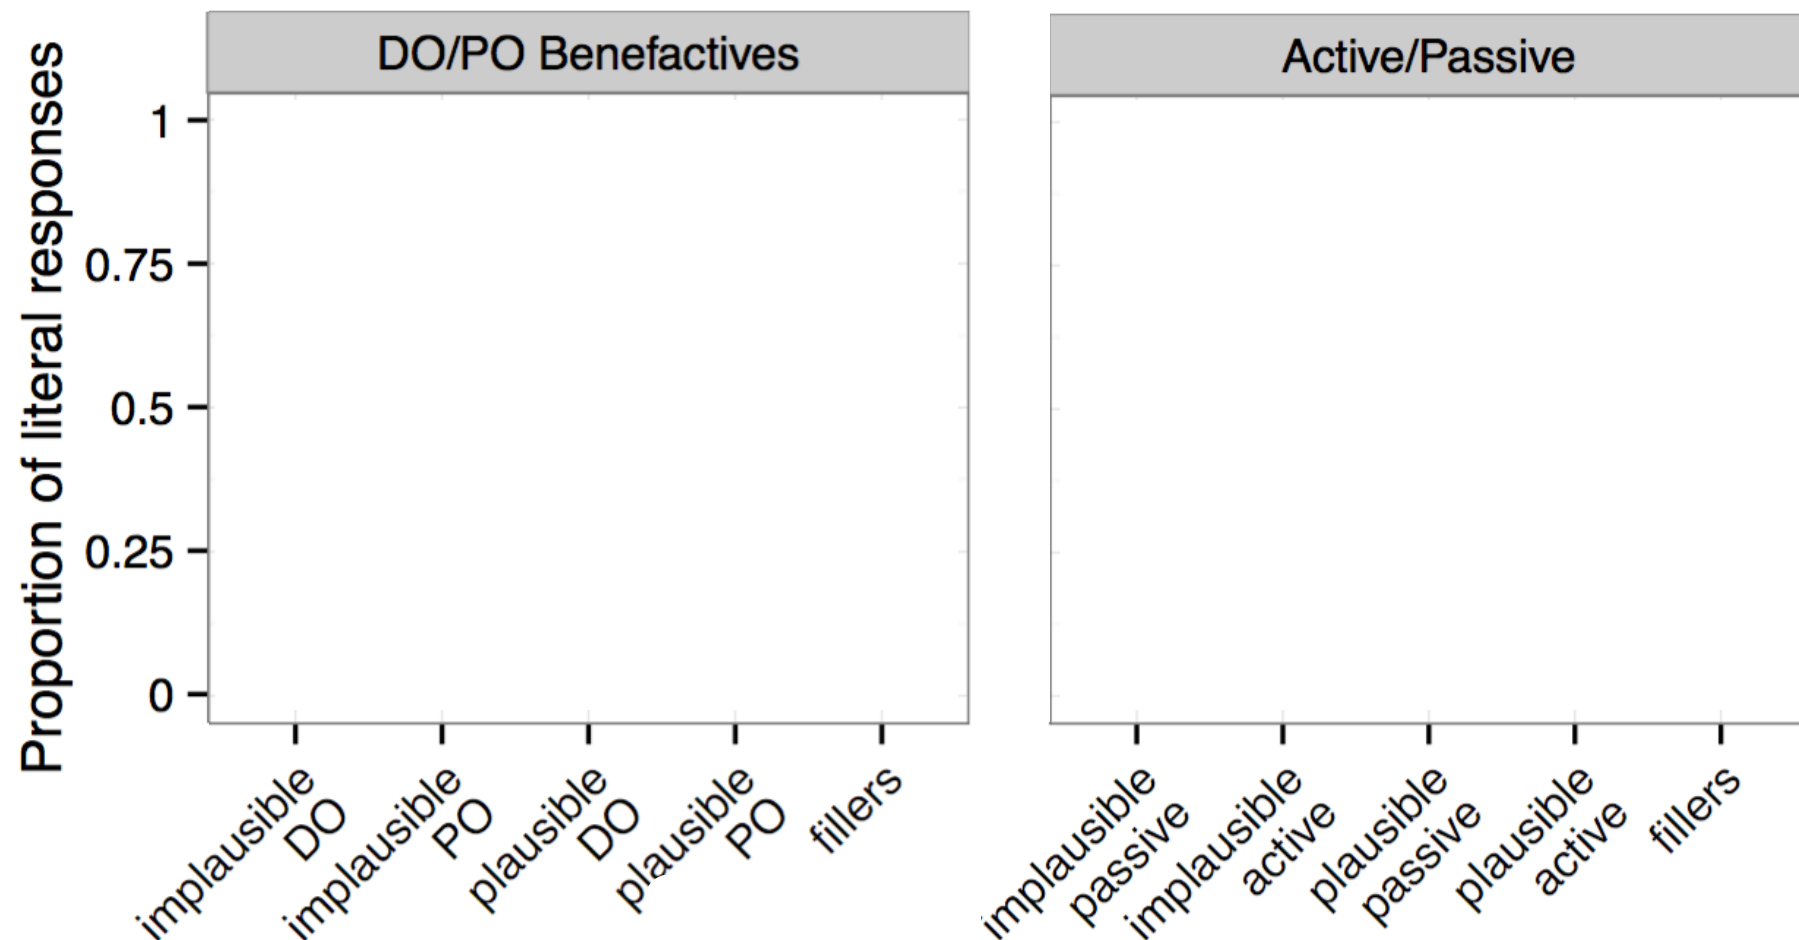 Proportion of literal responses
DO/PO Benefactives
1
0.75
0.5
0.25
0
implausible
DO
implausible
PO
plausible
DO
plausible
PO
fillers
Active/Passive
implausible
passive
implausible
active
plausible
passive
plausible
active
fillers